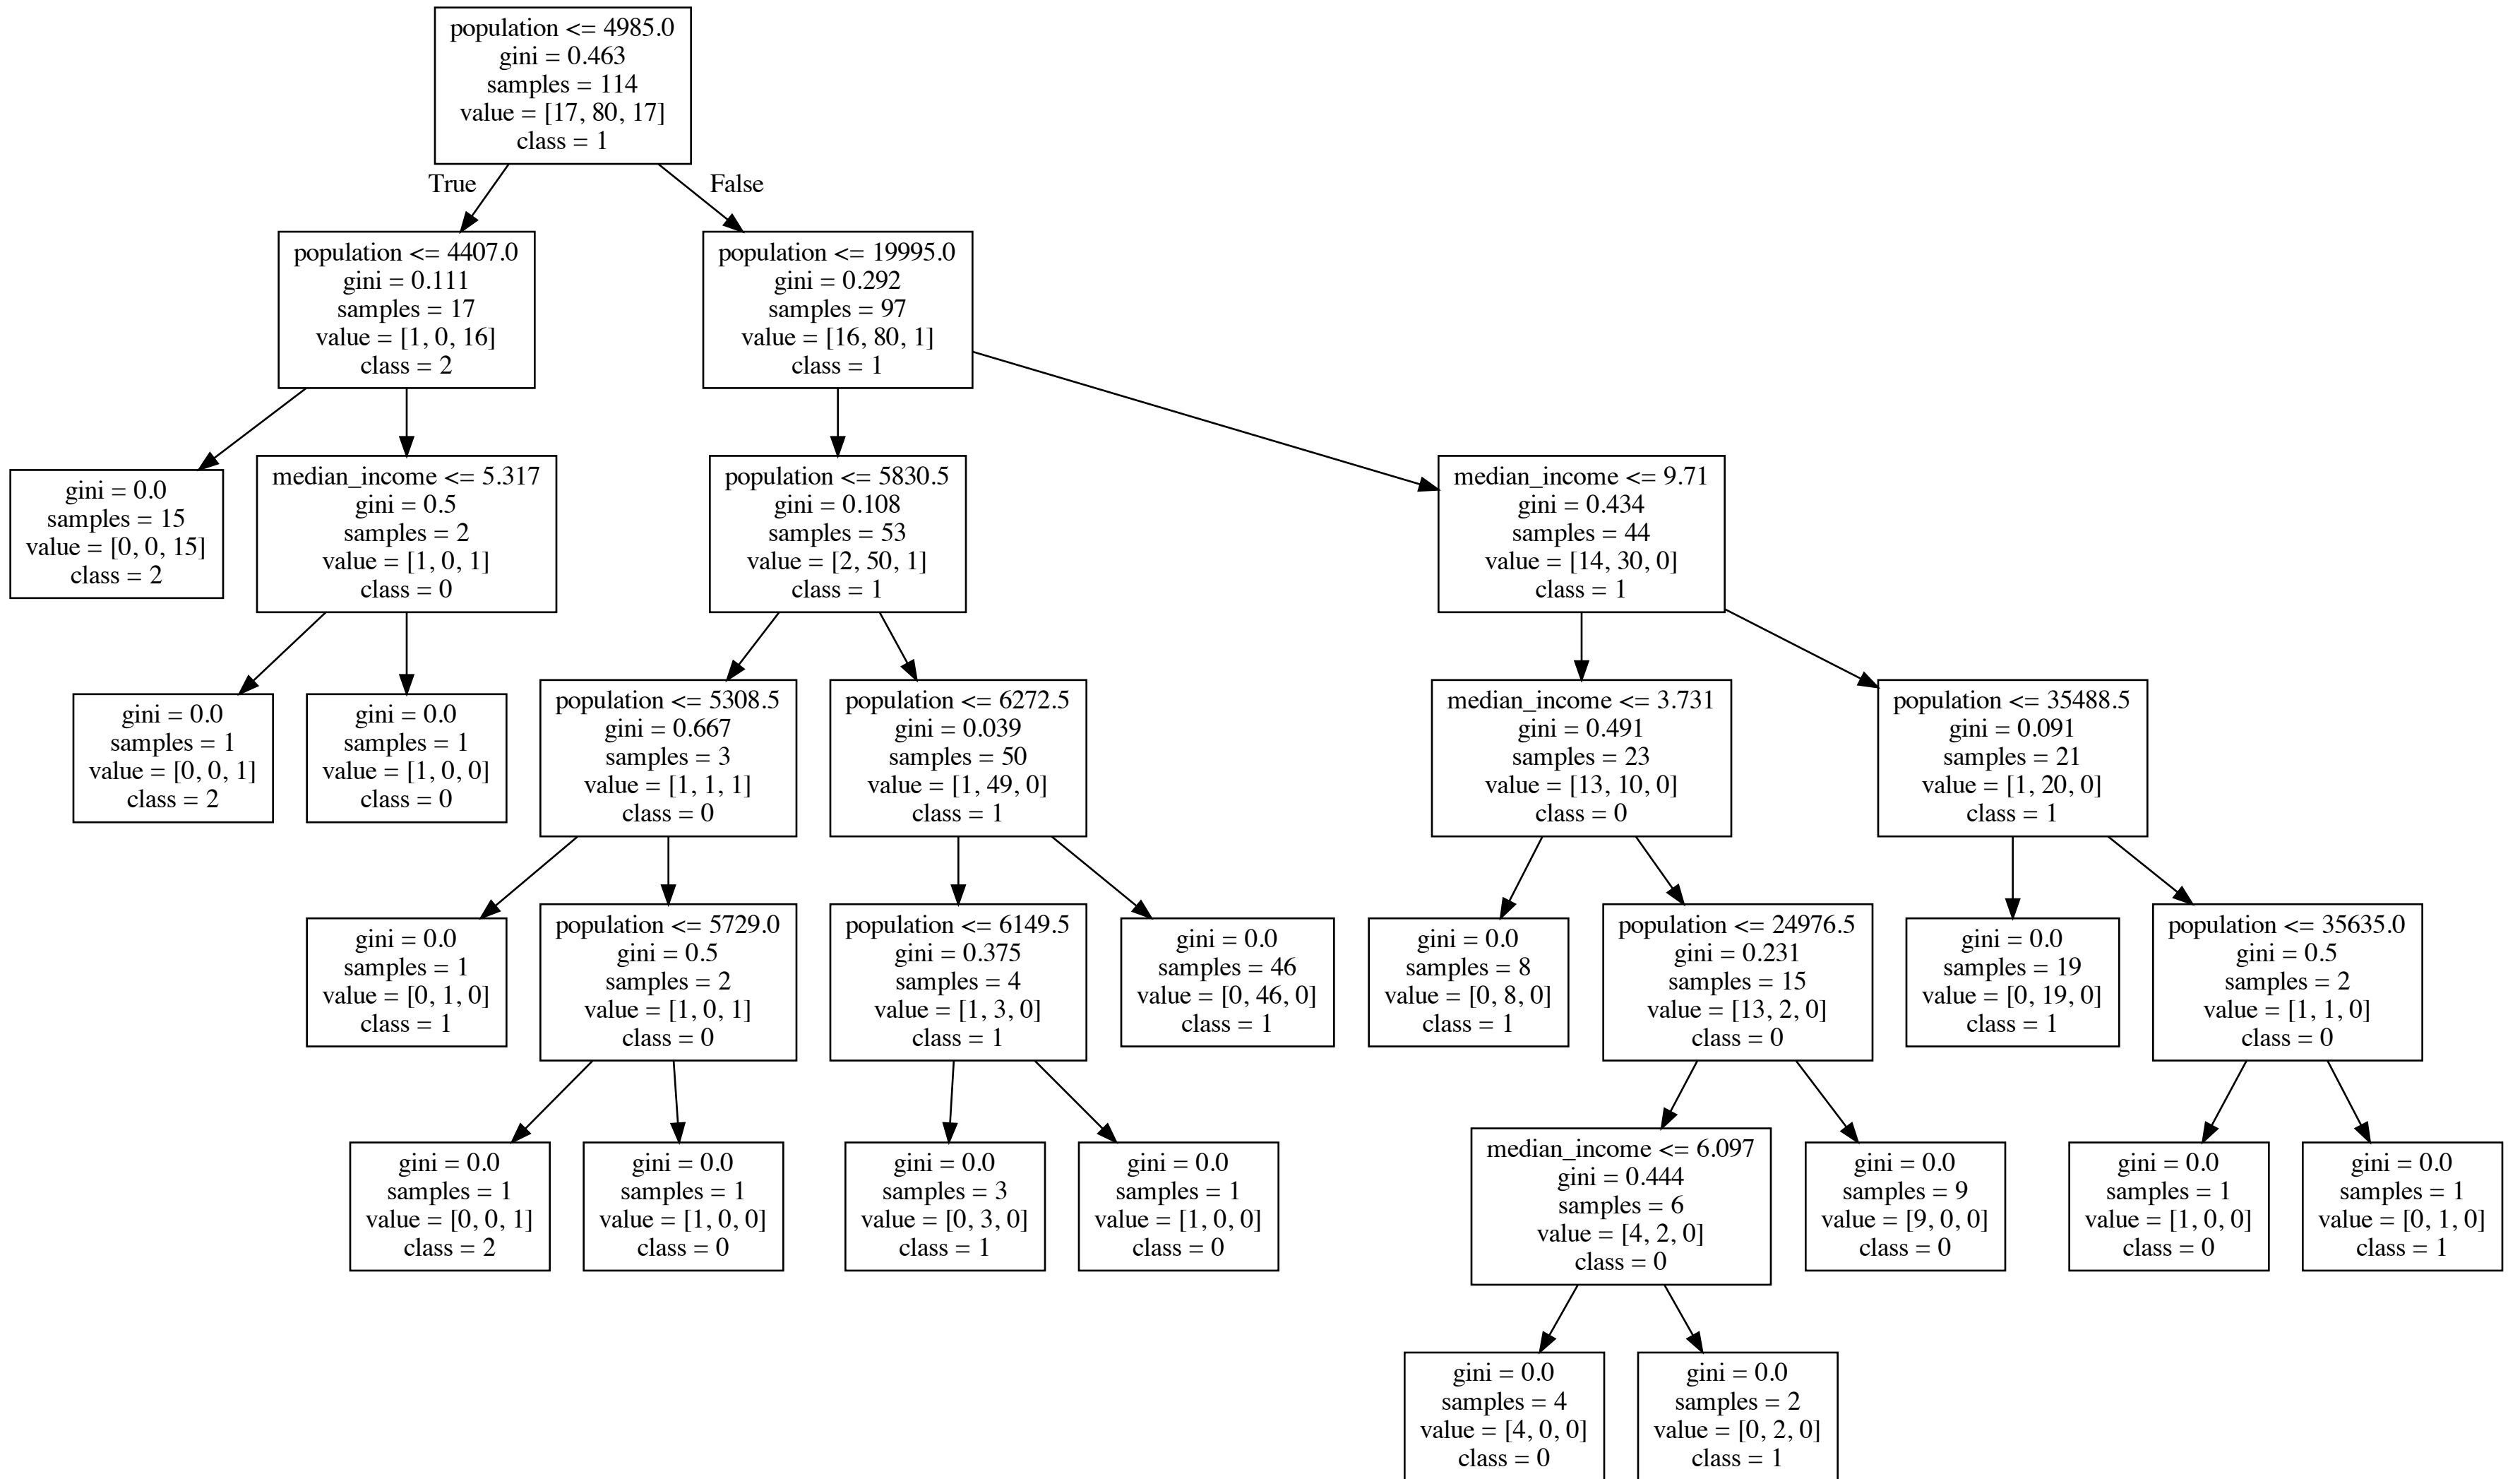 population <= 4985.0
gini = 0.463
samples = 114
value = [17, 80, 17]
class = 1
True
False
population <= 4407.0
gini = 0.111
samples = 17
value = [1, 0, 16]
class = 2
population <= 19995.0
gini = 0.292
samples = 97
value = [16, 80, 1]
class = 1
gini = 0.0
samples = 15
value = [0, 0, 15]
class = 2
median_income <= 5.317
gini = 0.5
samples = 2
value = [1, 0, 1]
class = 0
population <= 5830.5
gini = 0.108
samples = 53
value = [2, 50, 1]
class = 1
median_income <= 9.71
gini = 0.434
samples = 44
value = [14, 30, 0]
class = 1
gini = 0.0
samples = 1
value = [0, 0, 1]
class = 2
gini = 0.0
samples = 1
value = [1, 0, 0]
class = 0
population <= 5308.5
gini = 0.667
samples = 3
value = [1, 1, 1]
class = 0
population <= 6272.5
gini = 0.039
samples = 50
value = [1, 49, 0]
class = 1
median_income <= 3.731
gini = 0.491
samples = 23
value = [13, 10, 0]
class = 0
population <= 35488.5
gini = 0.091
samples = 21
value = [1, 20, 0]
class = 1
gini = 0.0
samples = 1
value = [0, 1, 0]
class = 1
population <= 5729.0
gini = 0.5
samples = 2
value = [1, 0, 1]
class = 0
population <= 6149.5
gini = 0.375
samples = 4
value = [1, 3, 0]
class = 1
gini = 0.0
samples = 46
value = [0, 46, 0]
class = 1
gini = 0.0
samples = 8
value = [0, 8, 0]
class = 1
population <= 24976.5
gini = 0.231
samples = 15
value = [13, 2, 0]
class = 0
gini = 0.0
samples = 19
value = [0, 19, 0]
class = 1
population <= 35635.0
gini = 0.5
samples = 2
value = [1, 1, 0]
class = 0
gini = 0.0
samples = 1
value = [0, 0, 1]
class = 2
gini = 0.0
samples = 1
value = [1, 0, 0]
class = 0
gini = 0.0
samples = 3
value = [0, 3, 0]
class = 1
gini = 0.0
samples = 1
value = [1, 0, 0]
class = 0
median_income <= 6.097
gini = 0.444
samples = 6
value = [4, 2, 0]
class = 0
gini = 0.0
samples = 9
value = [9, 0, 0]
class = 0
gini = 0.0
samples = 1
value = [1, 0, 0]
class = 0
gini = 0.0
samples = 1
value = [0, 1, 0]
class = 1
gini = 0.0
samples = 4
value = [4, 0, 0]
class = 0
gini = 0.0
samples = 2
value = [0, 2, 0]
class = 1